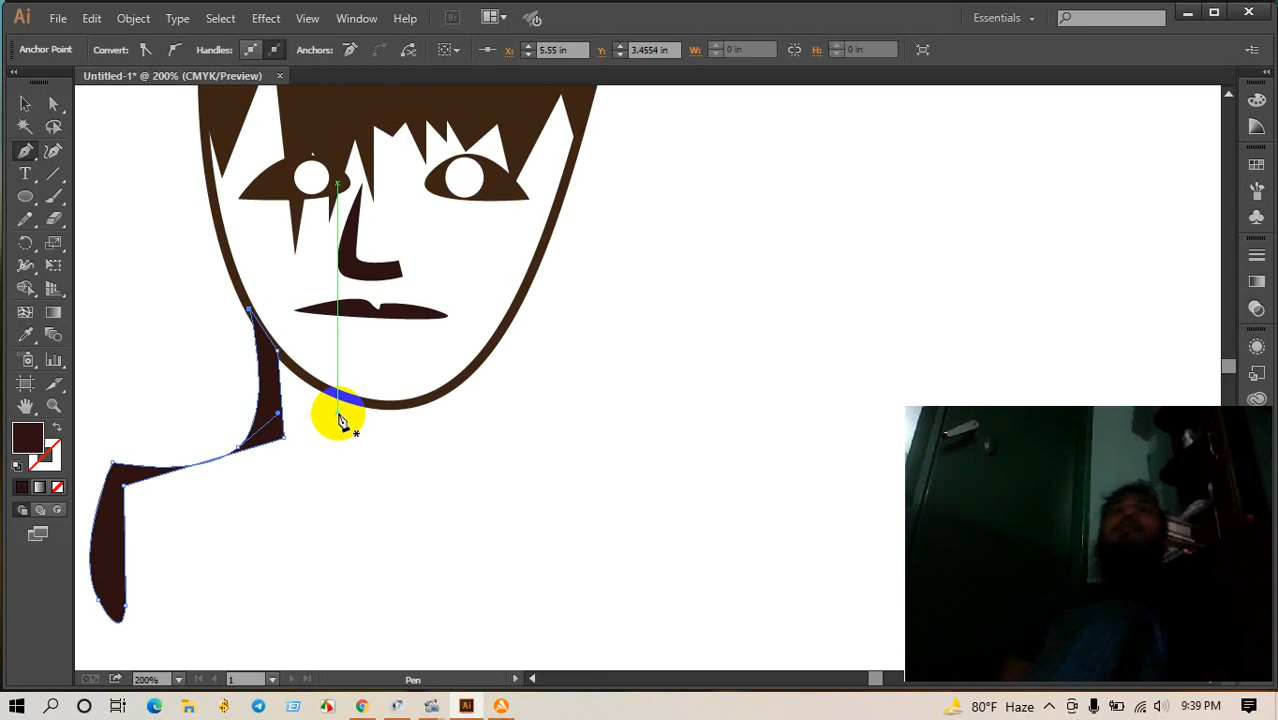 Ai File Edit Object Type Select Effect View Window Help Br Essentials
Anchor Point Convert: Handles: Anchors: X: 5.55 in Y: 3.4554 in W: 0 in H: 0 in
Untitled-1* @ 200% (CMYK/Preview) ×
200% 1 Pen
Ai 80°F Haze 9:39 PM